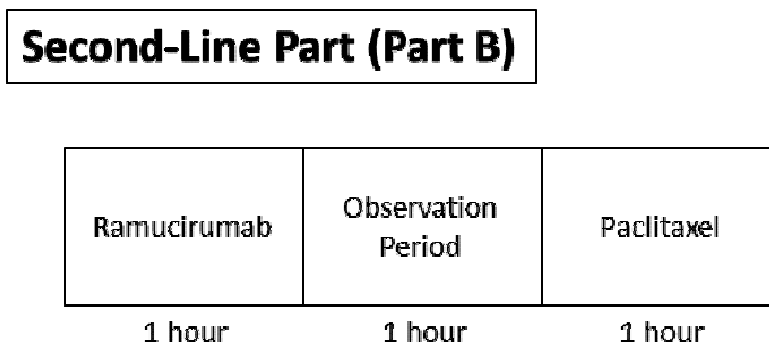 Second-Line Part (Part B)
Ramucirumab
Observation
Period
Paclitaxel
1 hour
1 hour
1 hour